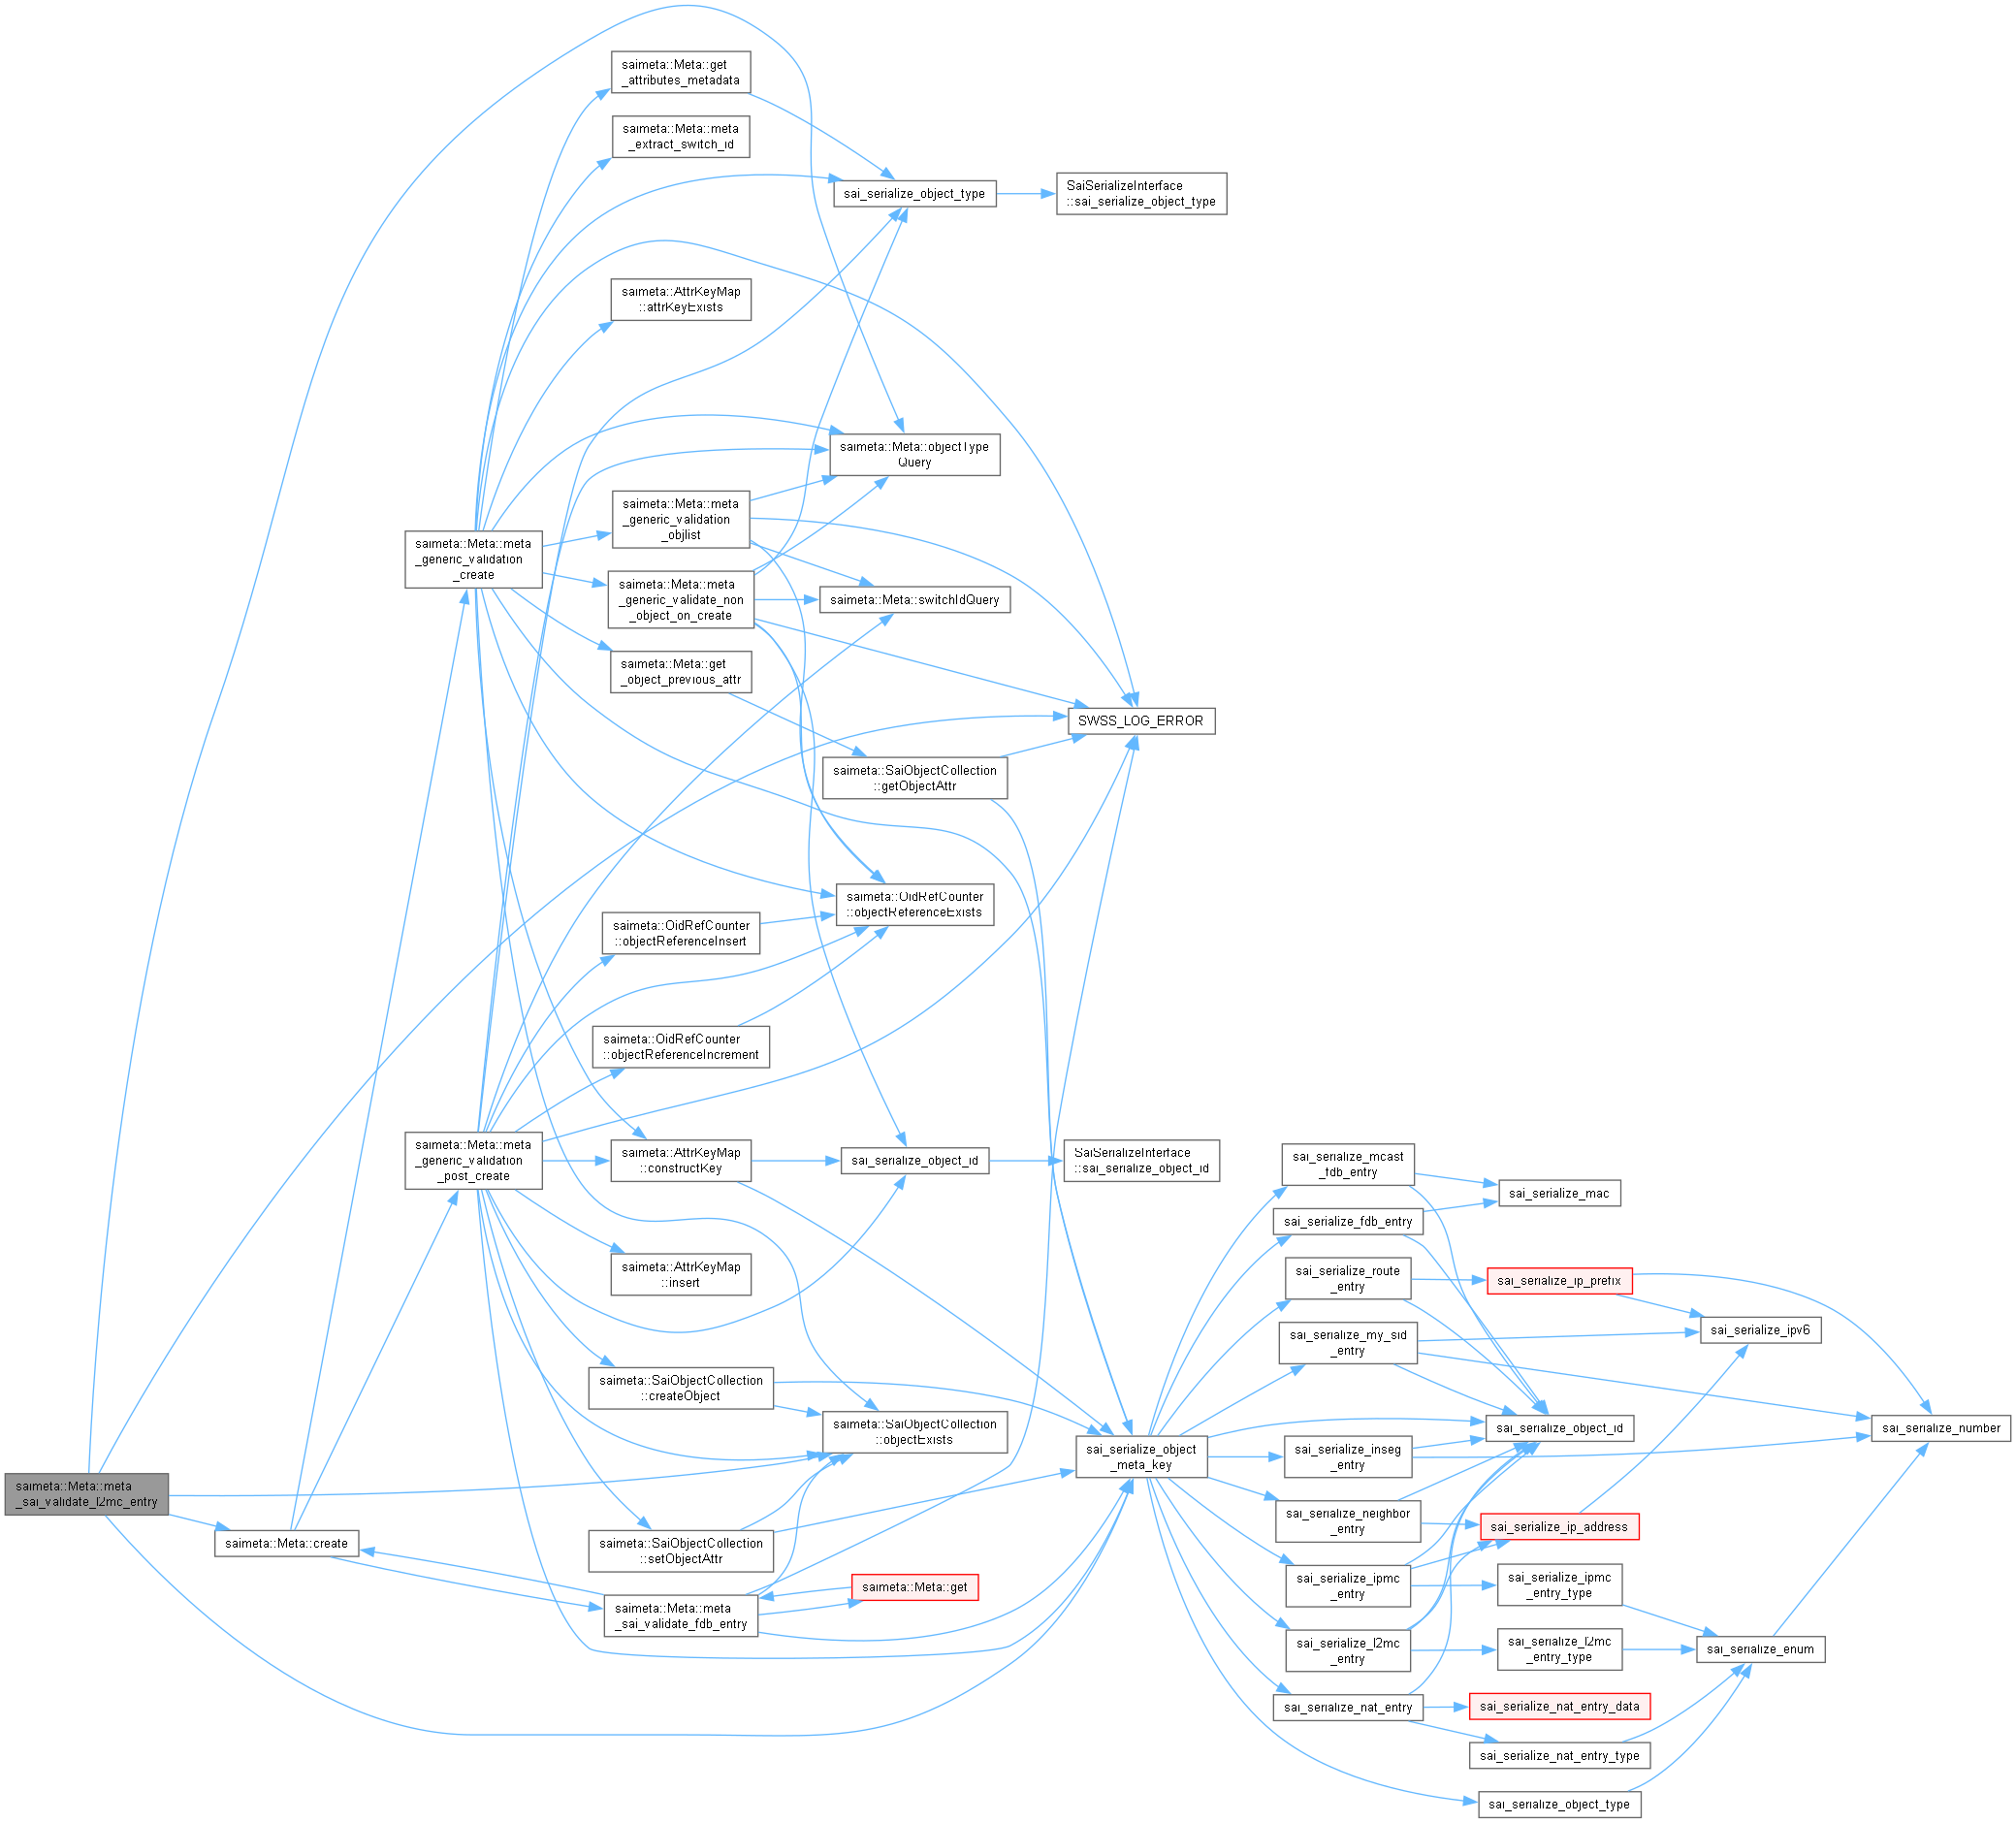 saimeta::Meta::get
_attributes_metadata
saimeta::Meta::meta
_extract_switch_id
sai_serialize_object_type
SaiSerializeInterface
::sai_serialize_object_type
saimeta::AttrKeyMap
::attrKeyExists
saimeta::Meta::objectType
Query
saimeta::Meta::meta
_generic_validation
_objlist
saimeta::Meta::meta
_generic_validation
_create
saimeta::Meta::meta
_generic_validate_non
_object_on_create
saimeta::Meta::switchIdQuery
saimeta::Meta::get
_object_previous_attr
SWSS_LOG_ERROR
saimeta::SaiObjectCollection
::getObjectAttr
saimeta::OidRefCounter
::objectReferenceExists
saimeta::OidRefCounter
::objectReferenceInsert
saimeta::OidRefCounter
::objectReferenceIncrement
saimeta::Meta::meta
_generic_validation
_post_create
saimeta::AttrKeyMap
::constructKey
sai_serialize_object_id
SaiSerializeInterface
::sai_serialize_object_id
sai_serialize_mcast
_fdb_entry
sai_serialize_mac
sai_serialize_fdb_entry
saimeta::AttrKeyMap
::insert
sai_serialize_route
_entry
sai_serialize_ip_prefix
sai_serialize_my_sid
_entry
sai_serialize_ipv6
saimeta::SaiObjectCollection
::createObject
saimeta::SaiObjectCollection
::objectExists
sai_serialize_object_id
sai_serialize_number
sai_serialize_object
_meta_key
sai_serialize_inseg
_entry
saimeta::Meta::meta
_sai_validate_l2mc_entry
saimeta::Meta::create
sai_serialize_neighbor
_entry
sai_serialize_ip_address
saimeta::SaiObjectCollection
::setObjectAttr
saimeta::Meta::get
sai_serialize_ipmc
_entry
sai_serialize_ipmc
_entry_type
saimeta::Meta::meta
_sai_validate_fdb_entry
sai_serialize_l2mc
_entry
sai_serialize_l2mc
_entry_type
sai_serialize_enum
sai_serialize_nat_entry
sai_serialize_nat_entry_data
sai_serialize_nat_entry_type
sai_serialize_object_type